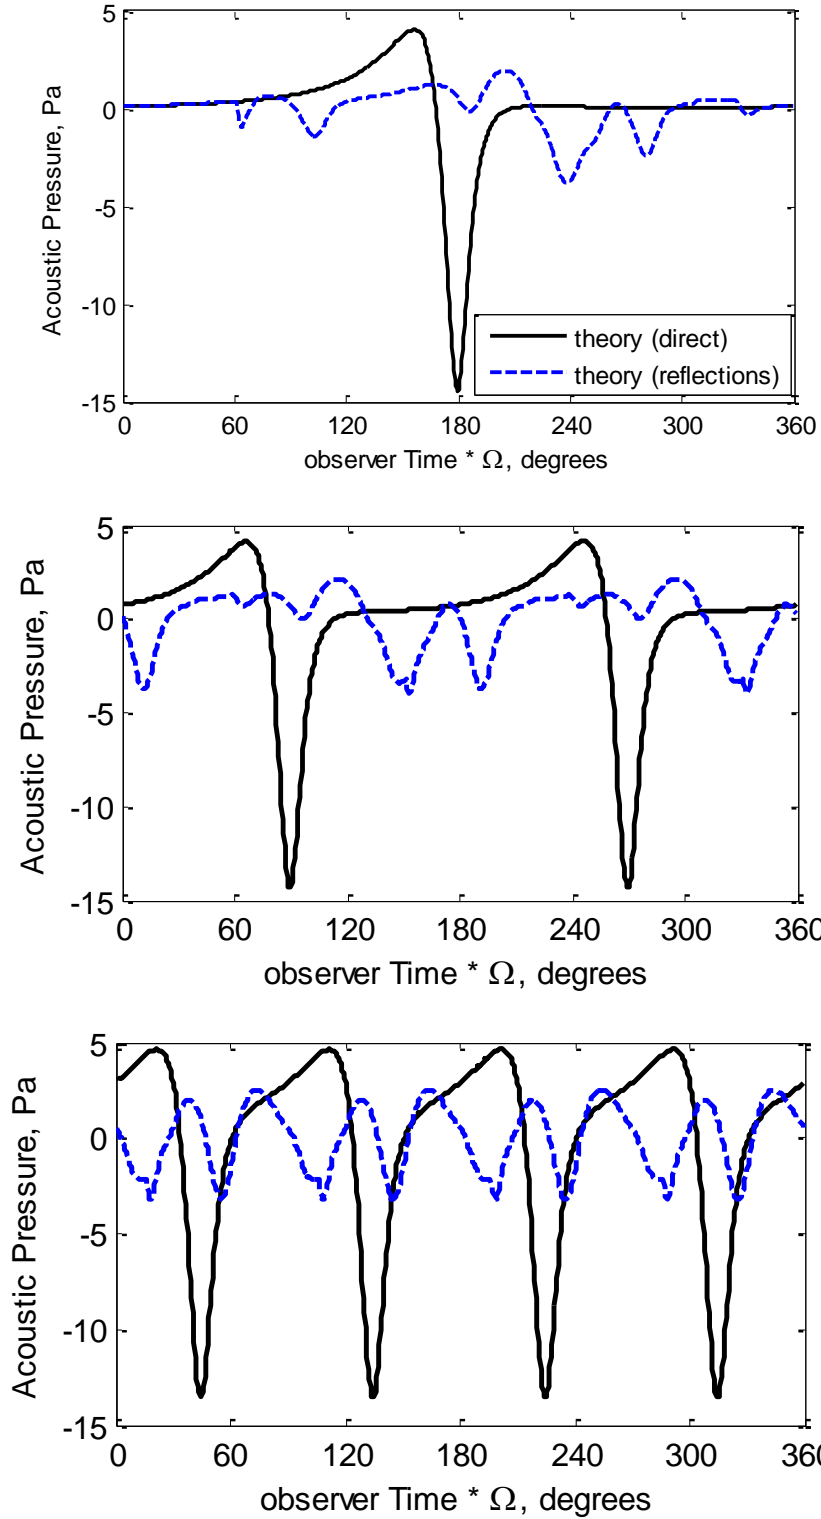 5
0
-5
-10
-15
Acoustic Pressure, Pa
theory (direct)
theory (reflections)
0 60 120 180 240 300 360
observer Time * Ω, degrees
5
0
-5
-10
-15
Acoustic Pressure, Pa
0 60 120 180 240 300 360
observer Time * Ω, degrees
5
0
-5
-10
-15
Acoustic Pressure, Pa
0 60 120 180 240 300 360
observer Time * Ω, degrees